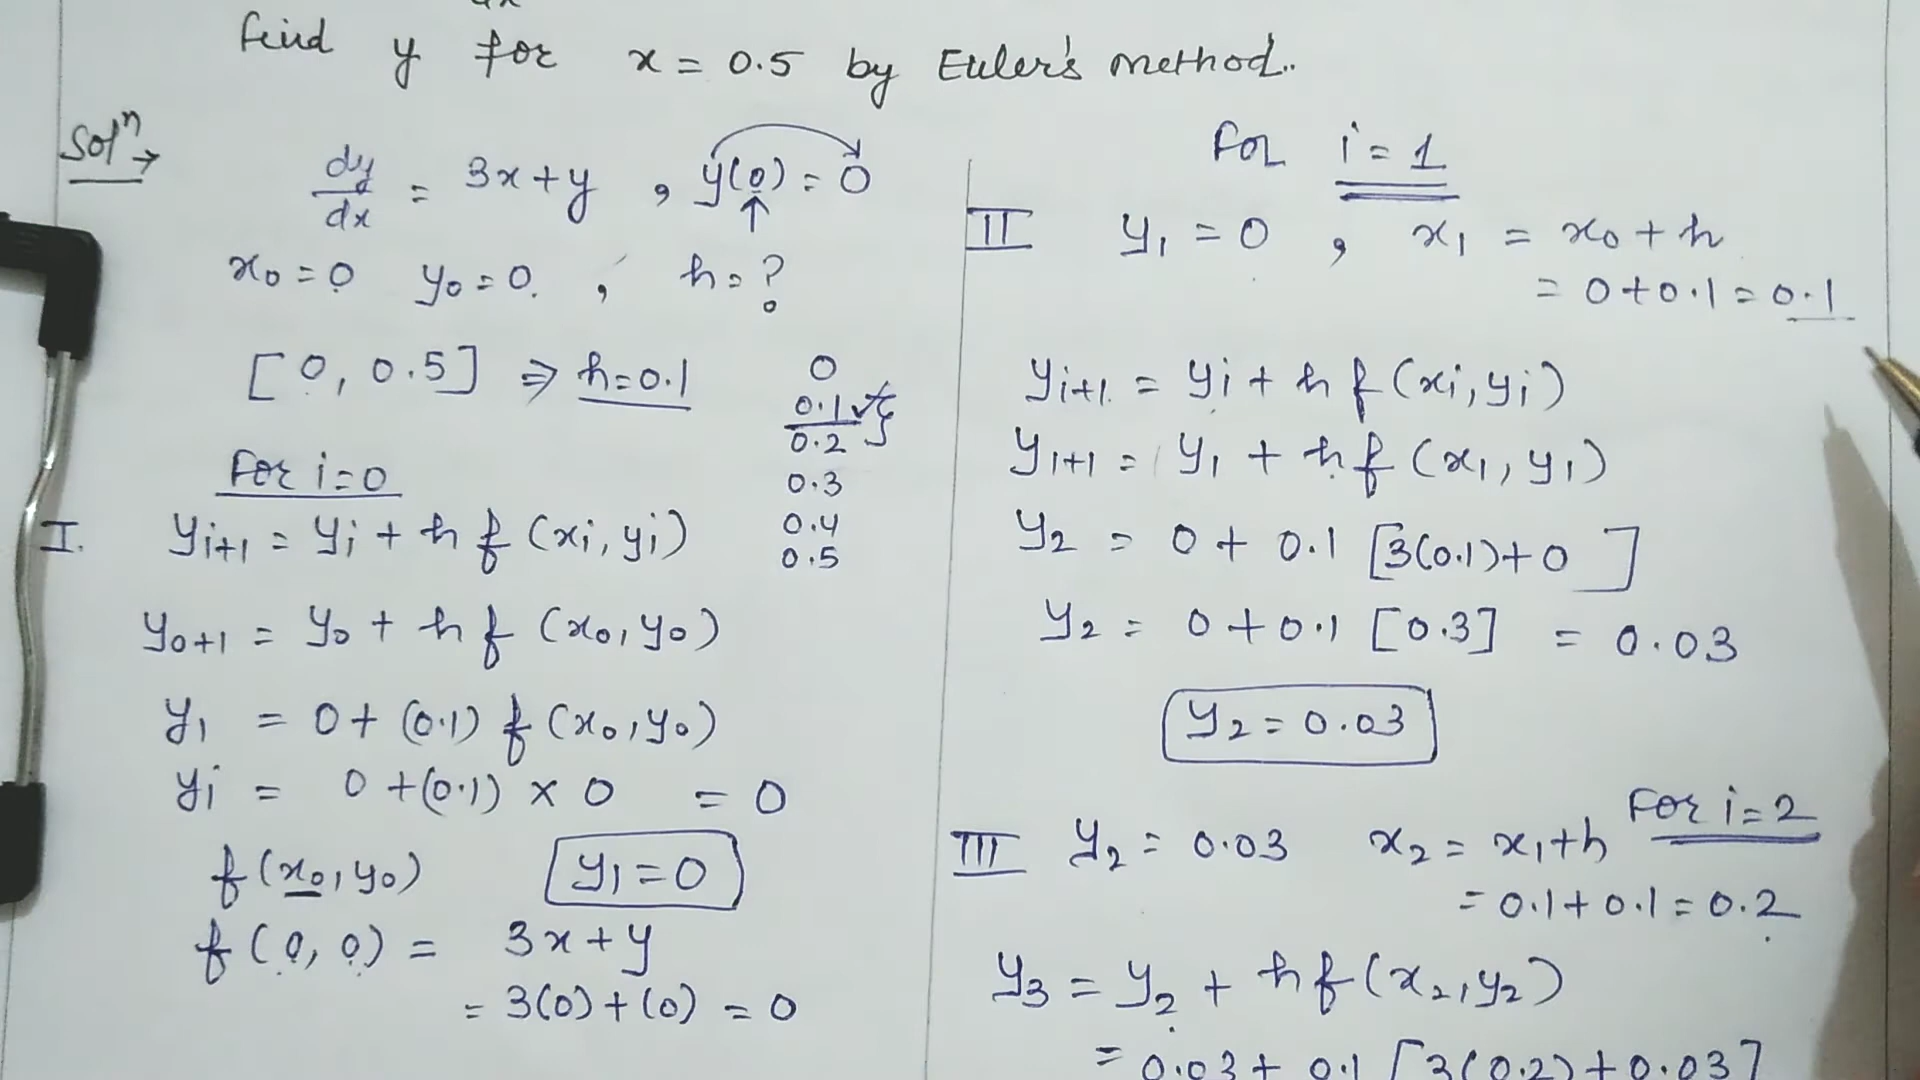 find y for x = 0.5 by Euler's method..
Solⁿ →
dy/dx = 3x+y , y(0) = 0
x₀ = 0 y₀ = 0. , h = ?
[0, 0.5] ⇒ h=0.1
0
0.1
0.2
0.3
0.4
0.5
For i=0
I. yᵢ₊₁ = yᵢ + h f (xᵢ, yᵢ)
y₀₊₁ = y₀ + h f (x₀, y₀)
y₁ = 0 + (0.1) f (x₀, y₀)
yi = 0 + (0.1) × 0 = 0
f (x₀, y₀) y₁ = 0
f (0, 0) = 3x+y
= 3(0) + (0) = 0
For i = 1
II y₁ = 0 , x₁ = x₀ + h
= 0+0.1 = 0.1
yᵢ₊₁ = yᵢ + h f (xᵢ, yᵢ)
y₁₊₁ = y₁ + h f (x₁, y₁)
y₂ = 0 + 0.1 [3(0.1)+0]
y₂ = 0 + 0.1 [0.3] = 0.03
y₂ = 0.03
For i=2
III y₂ = 0.03 x₂ = x₁+h
= 0.1 + 0.1 = 0.2
y₃ = y₂ + h f (x₂, y₂)
= 0.03 + 0.1 [3(0.2)+0.03]